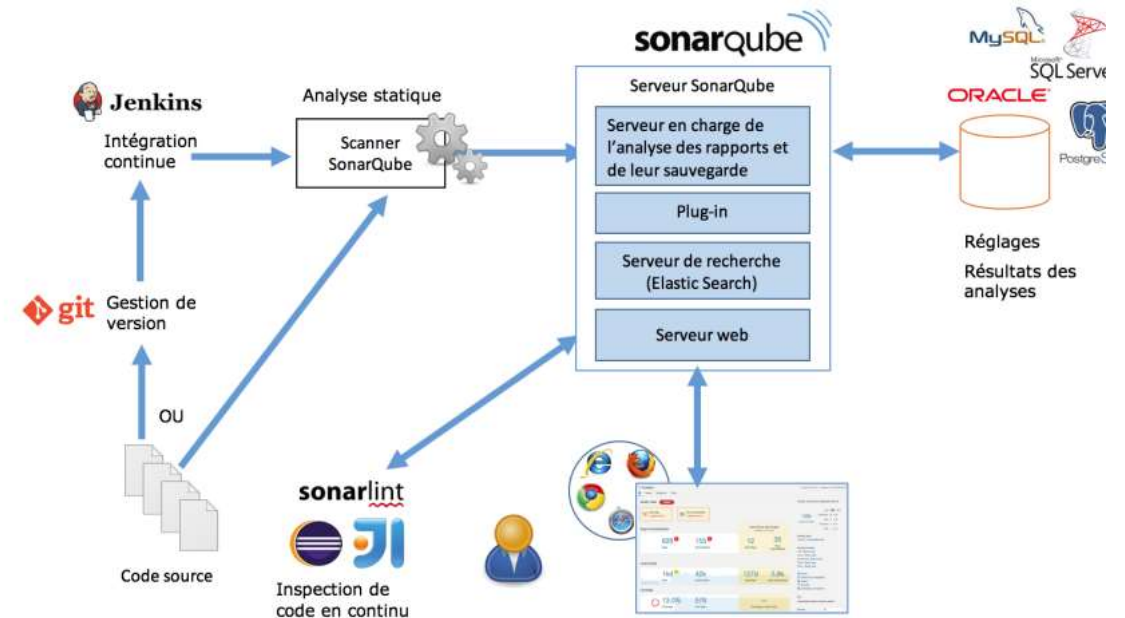 sonarqube
MySQL
Microsoft
SQL Serve
ORACLE
PostgreS
Jenkins
Intégration
continue
Analyse statique
Scanner
SonarQube
Serveur SonarQube
Serveur en charge de
l'analyse des rapports et
de leur sauvegarde
Plug-in
Serveur de recherche
(Elastic Search)
Serveur web
Réglages
Résultats des
analyses
git
Gestion de
version
OU
Code source
sonarlint
Inspection de
code en continu